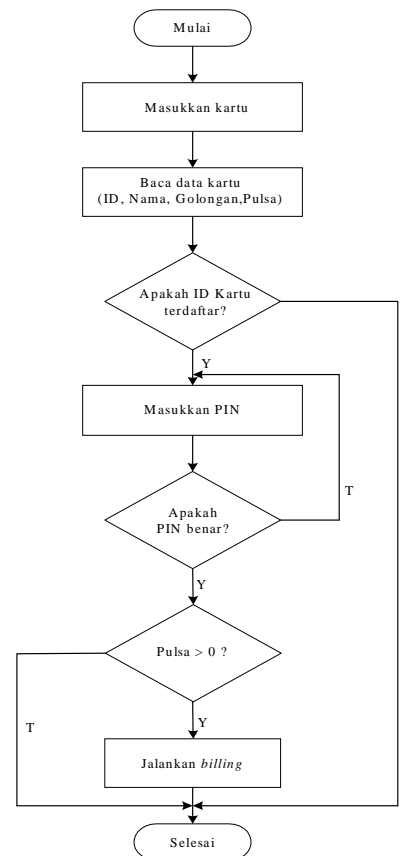 Mulai
Masukkan kartu
Baca data kartu
(ID, Nama, Golongan,Pulsa)
Apakah ID Kartu
terdaftar?
Y
Masukkan PIN
T
Apakah
PIN benar?
Y
Pulsa > 0 ?
T
Y
Jalankan billing
Selesai